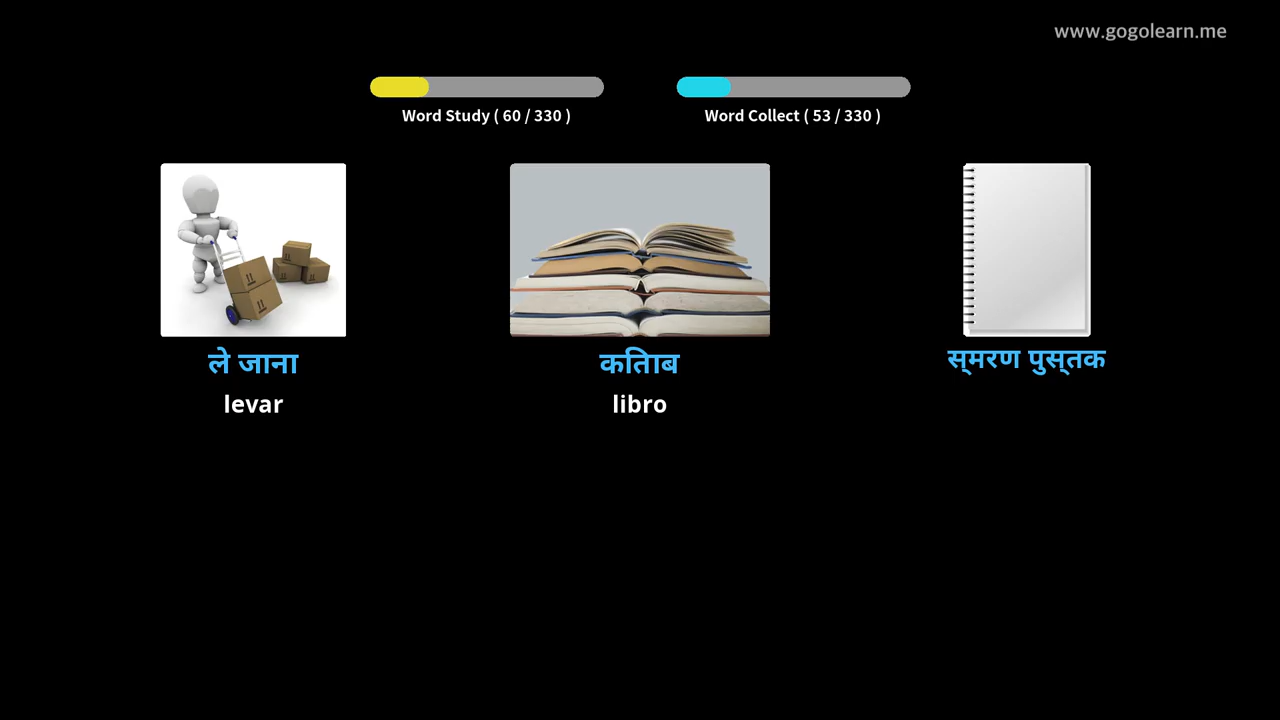 www.gogolearn.me
Word Study ( 60 / 330 )
Word Collect ( 53 / 330 )
ले जाना
किताब
स्मरण पुस्तक
levar
libro